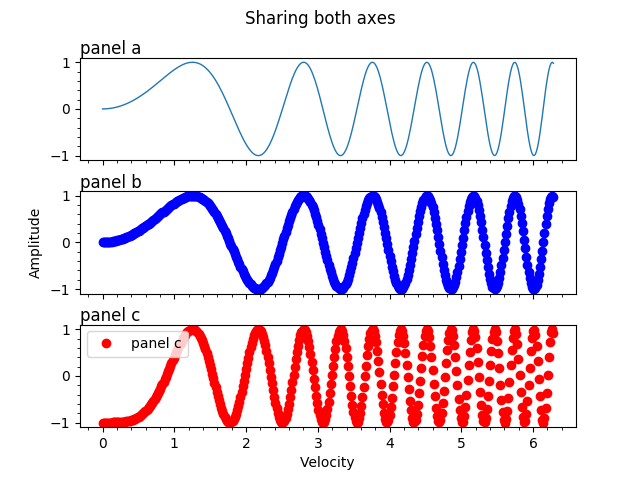 Sharing both axes
panel a
1
0
−1
panel b
1
0
−1
Amplitude
panel c
panel c
1
0
−1
0 1 2 3 4 5 6
Velocity